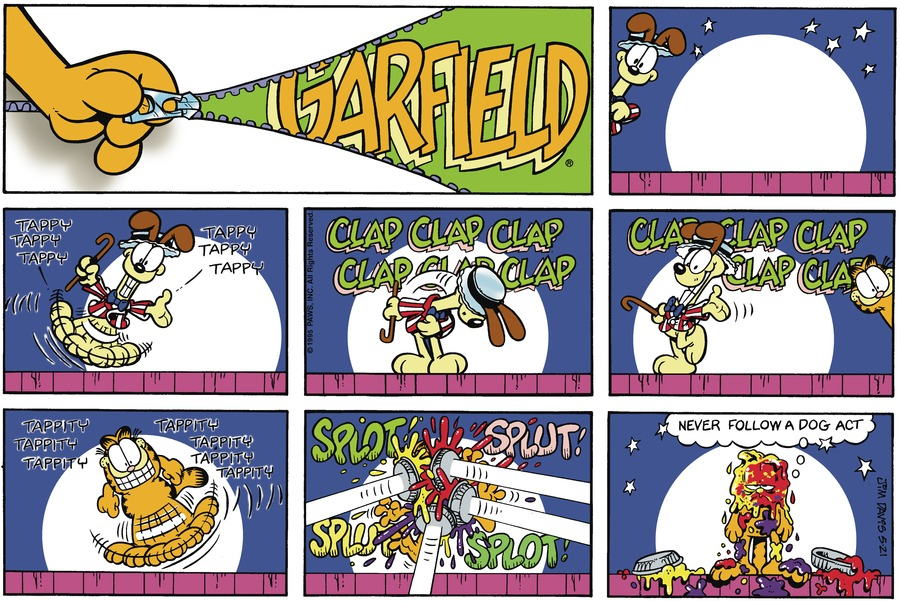 GARFIELD
®
TAPPY
TAPPY
TAPPY
TAPPY
TAPPY
TAPPY
© 1995 PAWS, INC. All Rights Reserved.
CLAP CLAP CLAP
CLAP CLAP CLAP
CLAP CLAP CLAP
CLAP CLAP
TAPPITY
TAPPITY
TAPPITY
TAPPITY
TAPPITY
TAPPITY
TAPPITY
SPLOT!
SPLUT!
SPLUT
SPLOT!
NEVER FOLLOW A DOG ACT
JIM DAVIS 5-21